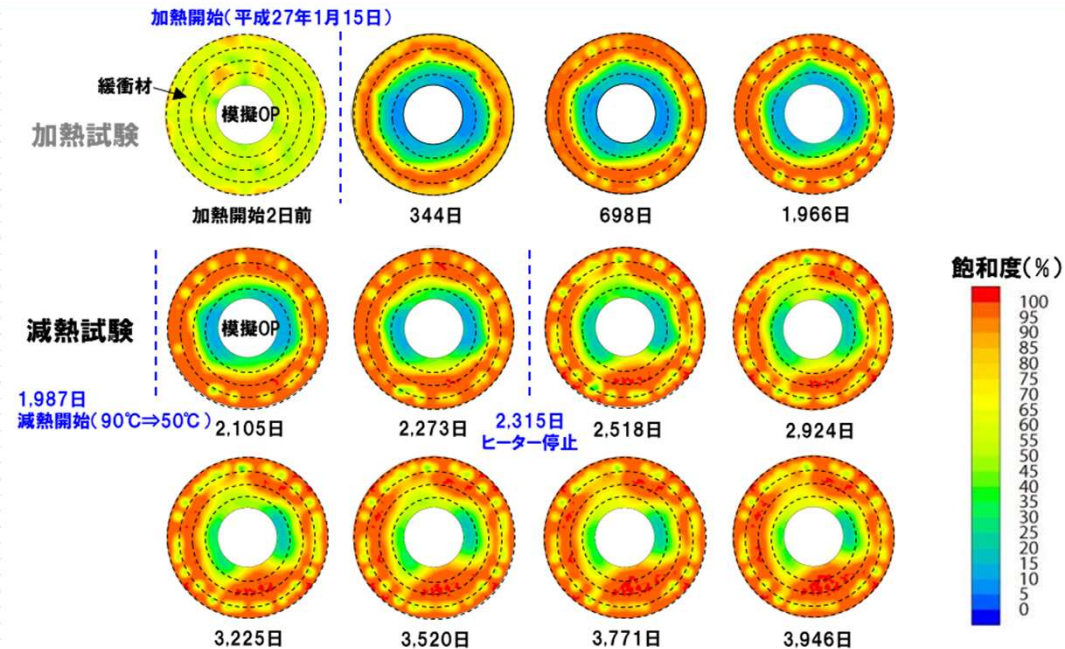 加熱開始（平成27年1月15日）
緩衝材
模擬OP
加熱試験
加熱開始2日前
344日
698日
1,966日
減熱試験
模擬OP
1,987日
減熱開始（90℃⇒50℃）
2,105日
2,273日
2,315日
ヒーター停止
2,518日
2,924日
3,225日
3,520日
3,771日
3,946日
飽和度(%)
100
95
90
85
80
75
70
65
60
55
50
45
40
35
30
25
20
15
10
5
0